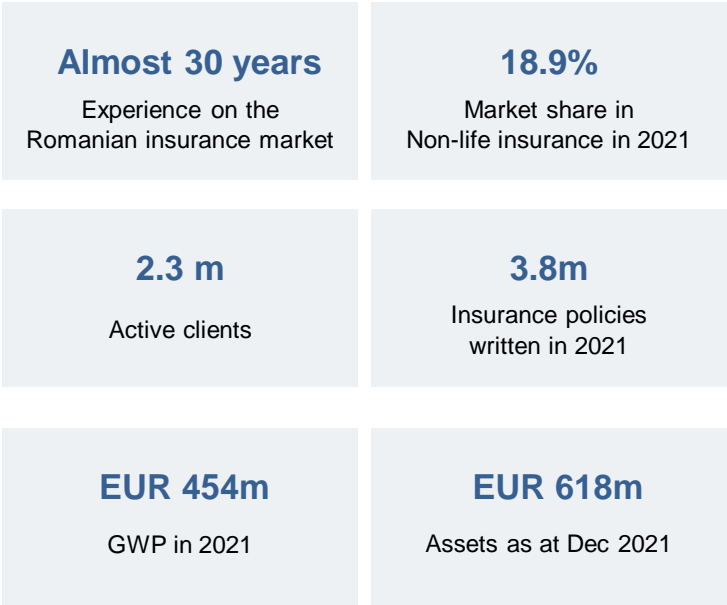 Almost 30 years
Experience on the
Romanian insurance market
18.9%
Market share in
Non-life insurance in 2021
2.3 m
Active clients
3.8m
Insurance policies
written in 2021
EUR 454m
GWP in 2021
EUR 618m
Assets as at Dec 2021